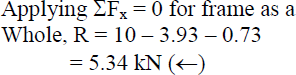 Applying ΣFₓ = 0 for frame as a
Whole, R = 10 – 3.93 – 0.73
= 5.34 kN (←)